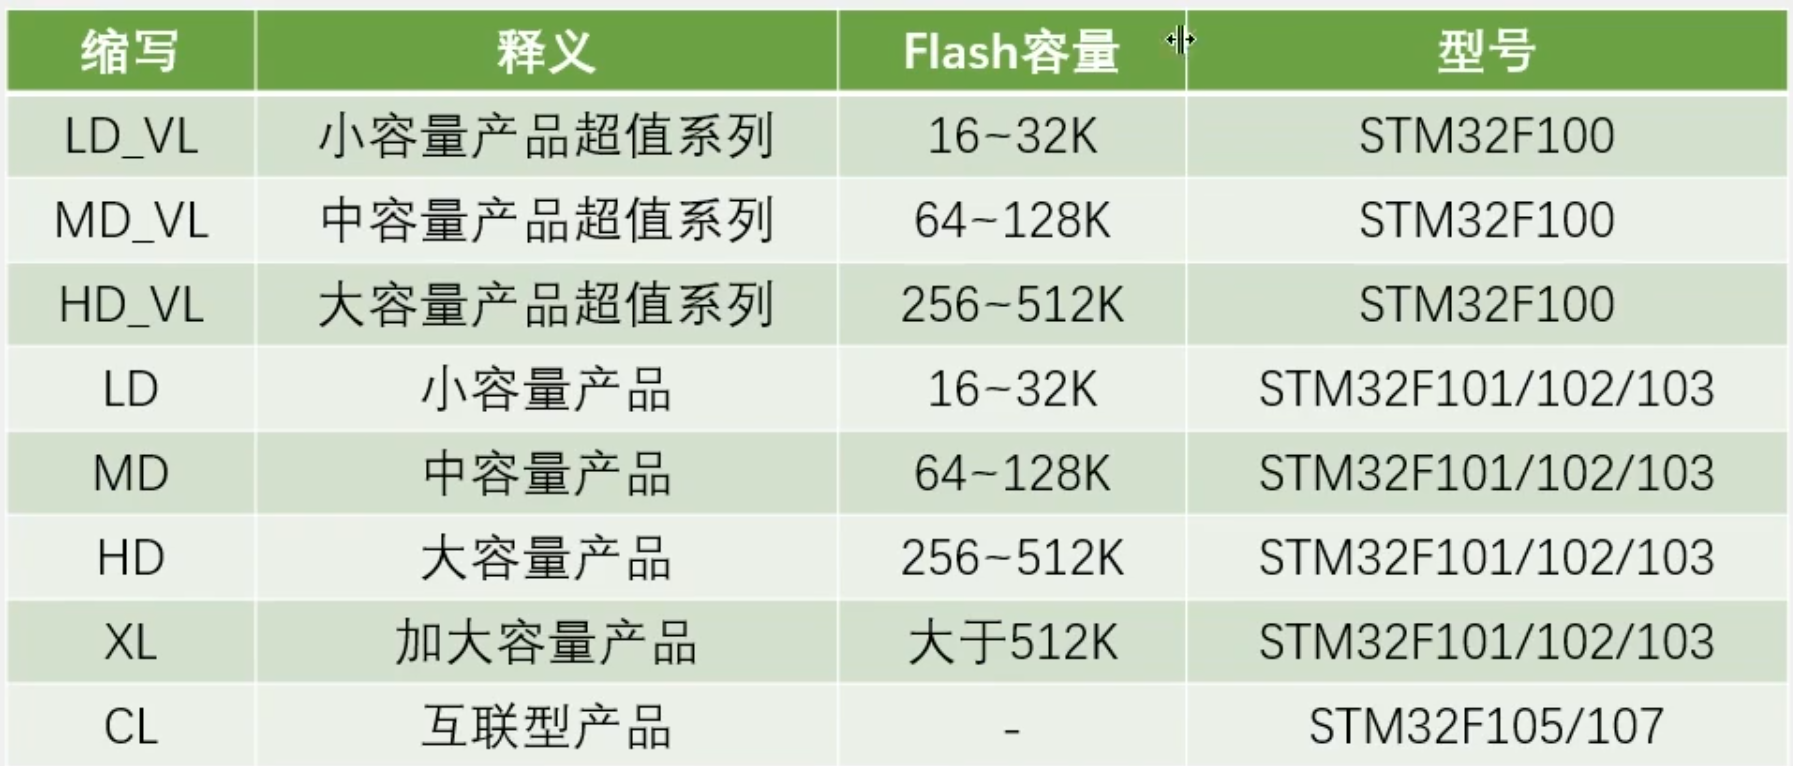 缩写 释义 Flash容量 型号
LD_VL 小容量产品超值系列 16~32K STM32F100
MD_VL 中容量产品超值系列 64~128K STM32F100
HD_VL 大容量产品超值系列 256~512K STM32F100
LD 小容量产品 16~32K STM32F101/102/103
MD 中容量产品 64~128K STM32F101/102/103
HD 大容量产品 256~512K STM32F101/102/103
XL 加大容量产品 大于512K STM32F101/102/103
CL 互联型产品 - STM32F105/107